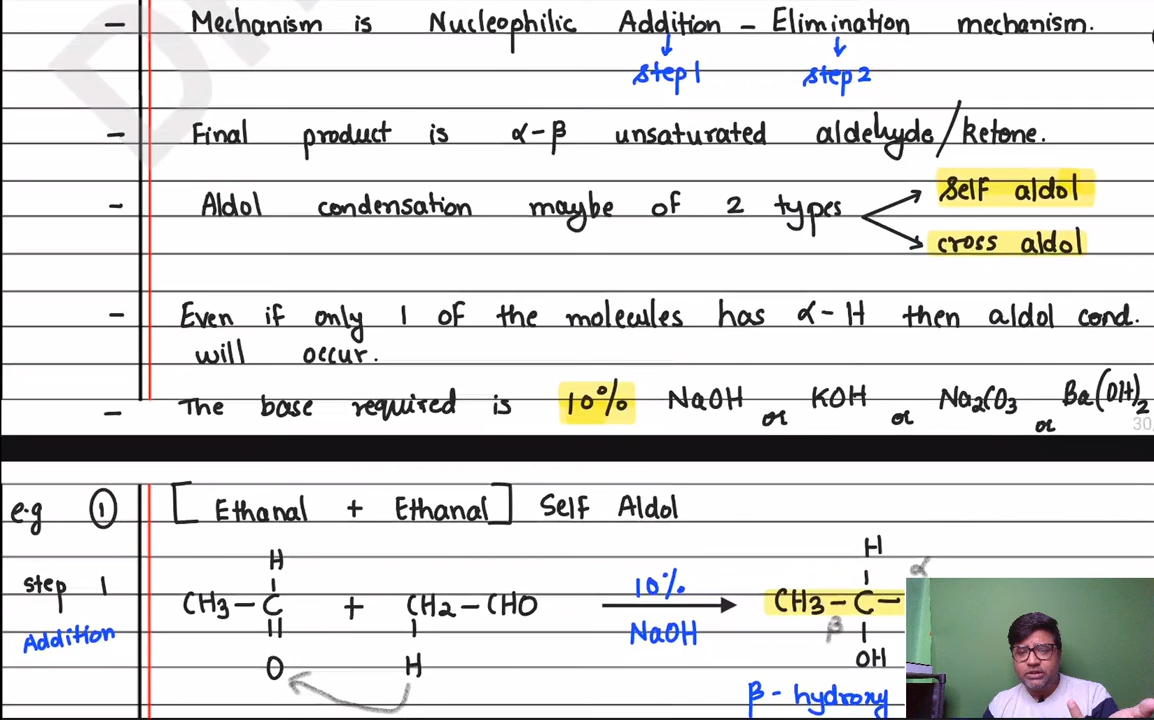 - Mechanism is Nucleophilic Addition - Elimination mechanism.
step 1 step 2
- Final product is α-β unsaturated aldehyde/ketone.
- Aldol condensation maybe of 2 types
self aldol
cross aldol
- Even if only 1 of the molecules has α-H then aldol cond.
will occur.
- The base required is 10% NaOH or KOH or Na2CO3 or Ba(OH)2
30,
e.g ① [Ethanal + Ethanal] Self Aldol
step 1
Addition
H
CH3-C + CH2-CHO
O H
10%
NaOH
H
α
CH3-C-
β
OH
β-hydroxy